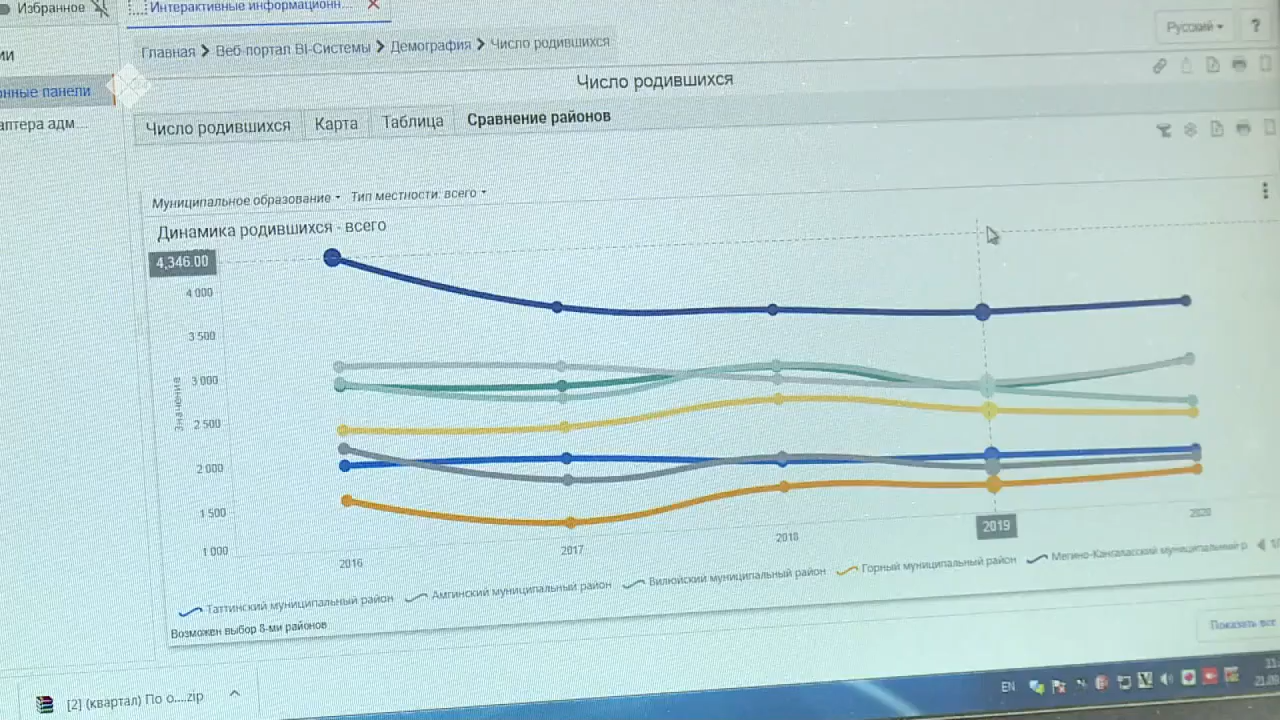 Избранное
Интерактивные информационн...
Главная > Веб-портал BI-Системы > Демография > Число родившихся
Русский
?
нные панели
Число родившихся
аптера адм...
Число родившихся
Карта
Таблица
Сравнение районов
Муниципальное образование
Тип местности: всего
Динамика родившихся - всего
4,346.00
4 000
3 500
3 000
2 500
2 000
1 500
1 000
Значение
2016
2017
2018
2019
2020
Таттинский муниципальный район
Амгинский муниципальный район
Вилюйский муниципальный район
Горный муниципальный район
Мегино-Кангаласский муниципальный р
Возможен выбор 8-ми районов
Показать все
[2] (квартал) По о....zip
EN